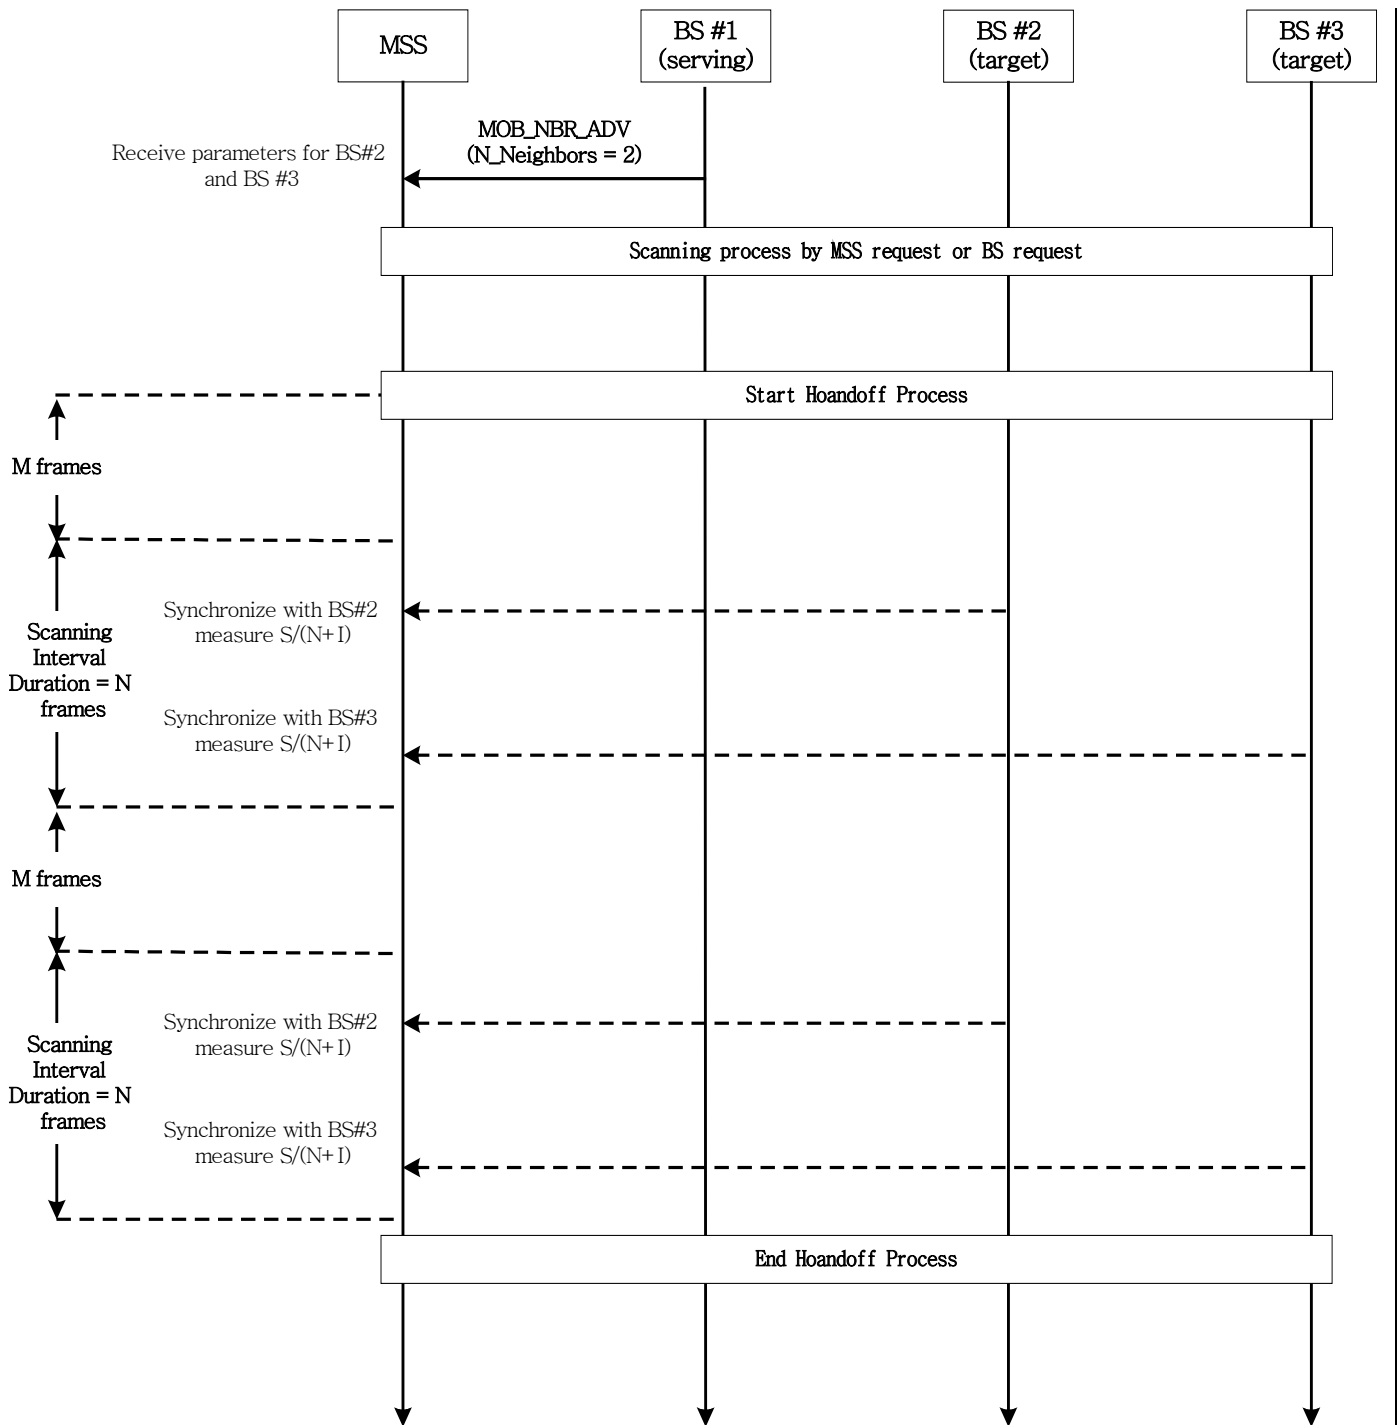 MSS
BS #1
(serving)
BS #2
(target)
BS #3
(target)
MOB_NBR_ADV
(N_Neighbors = 2)
Receive parameters for BS#2
and BS #3
Scanning process by MSS request or BS request
Start Hoandoff Process
M frames
Synchronize with BS#2
measure S/(N+I)
Scanning
Interval
Duration = N
frames
Synchronize with BS#3
measure S/(N+I)
M frames
Synchronize with BS#2
measure S/(N+I)
Scanning
Interval
Duration = N
frames
Synchronize with BS#3
measure S/(N+I)
End Hoandoff Process